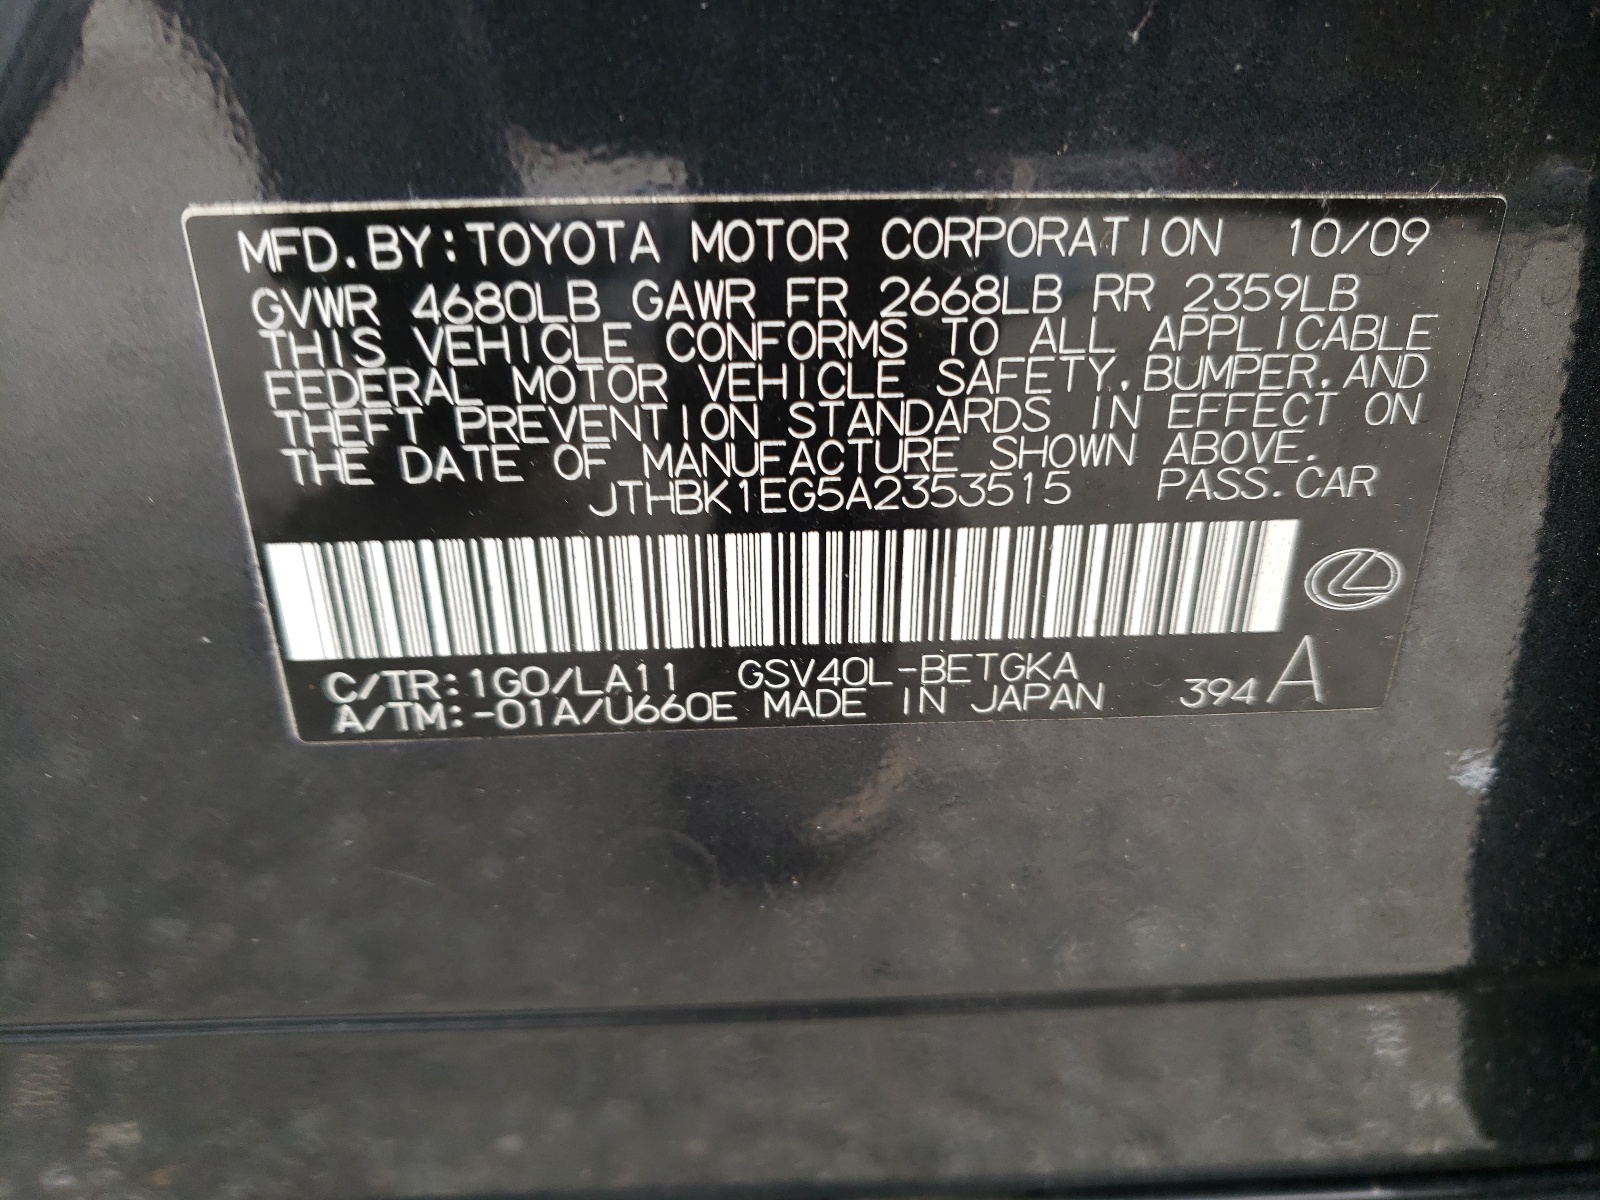 MFD.BY:TOYOTA MOTOR CORPORATION 10/09
GVWR 4680LB GAWR FR 2668LB RR 2359LB
THIS VEHICLE CONFORMS TO ALL APPLICABLE
FEDERAL MOTOR VEHICLE SAFETY,BUMPER,AND
THEFT PREVENTION STANDARDS IN EFFECT ON
THE DATE OF MANUFACTURE SHOWN ABOVE.
JTHBK1EG5A2353515 PASS.CAR
C/TR:1G0/LA11 GSV40L-BETGKA
A/TM:-01A/U660E MADE IN JAPAN 394 A